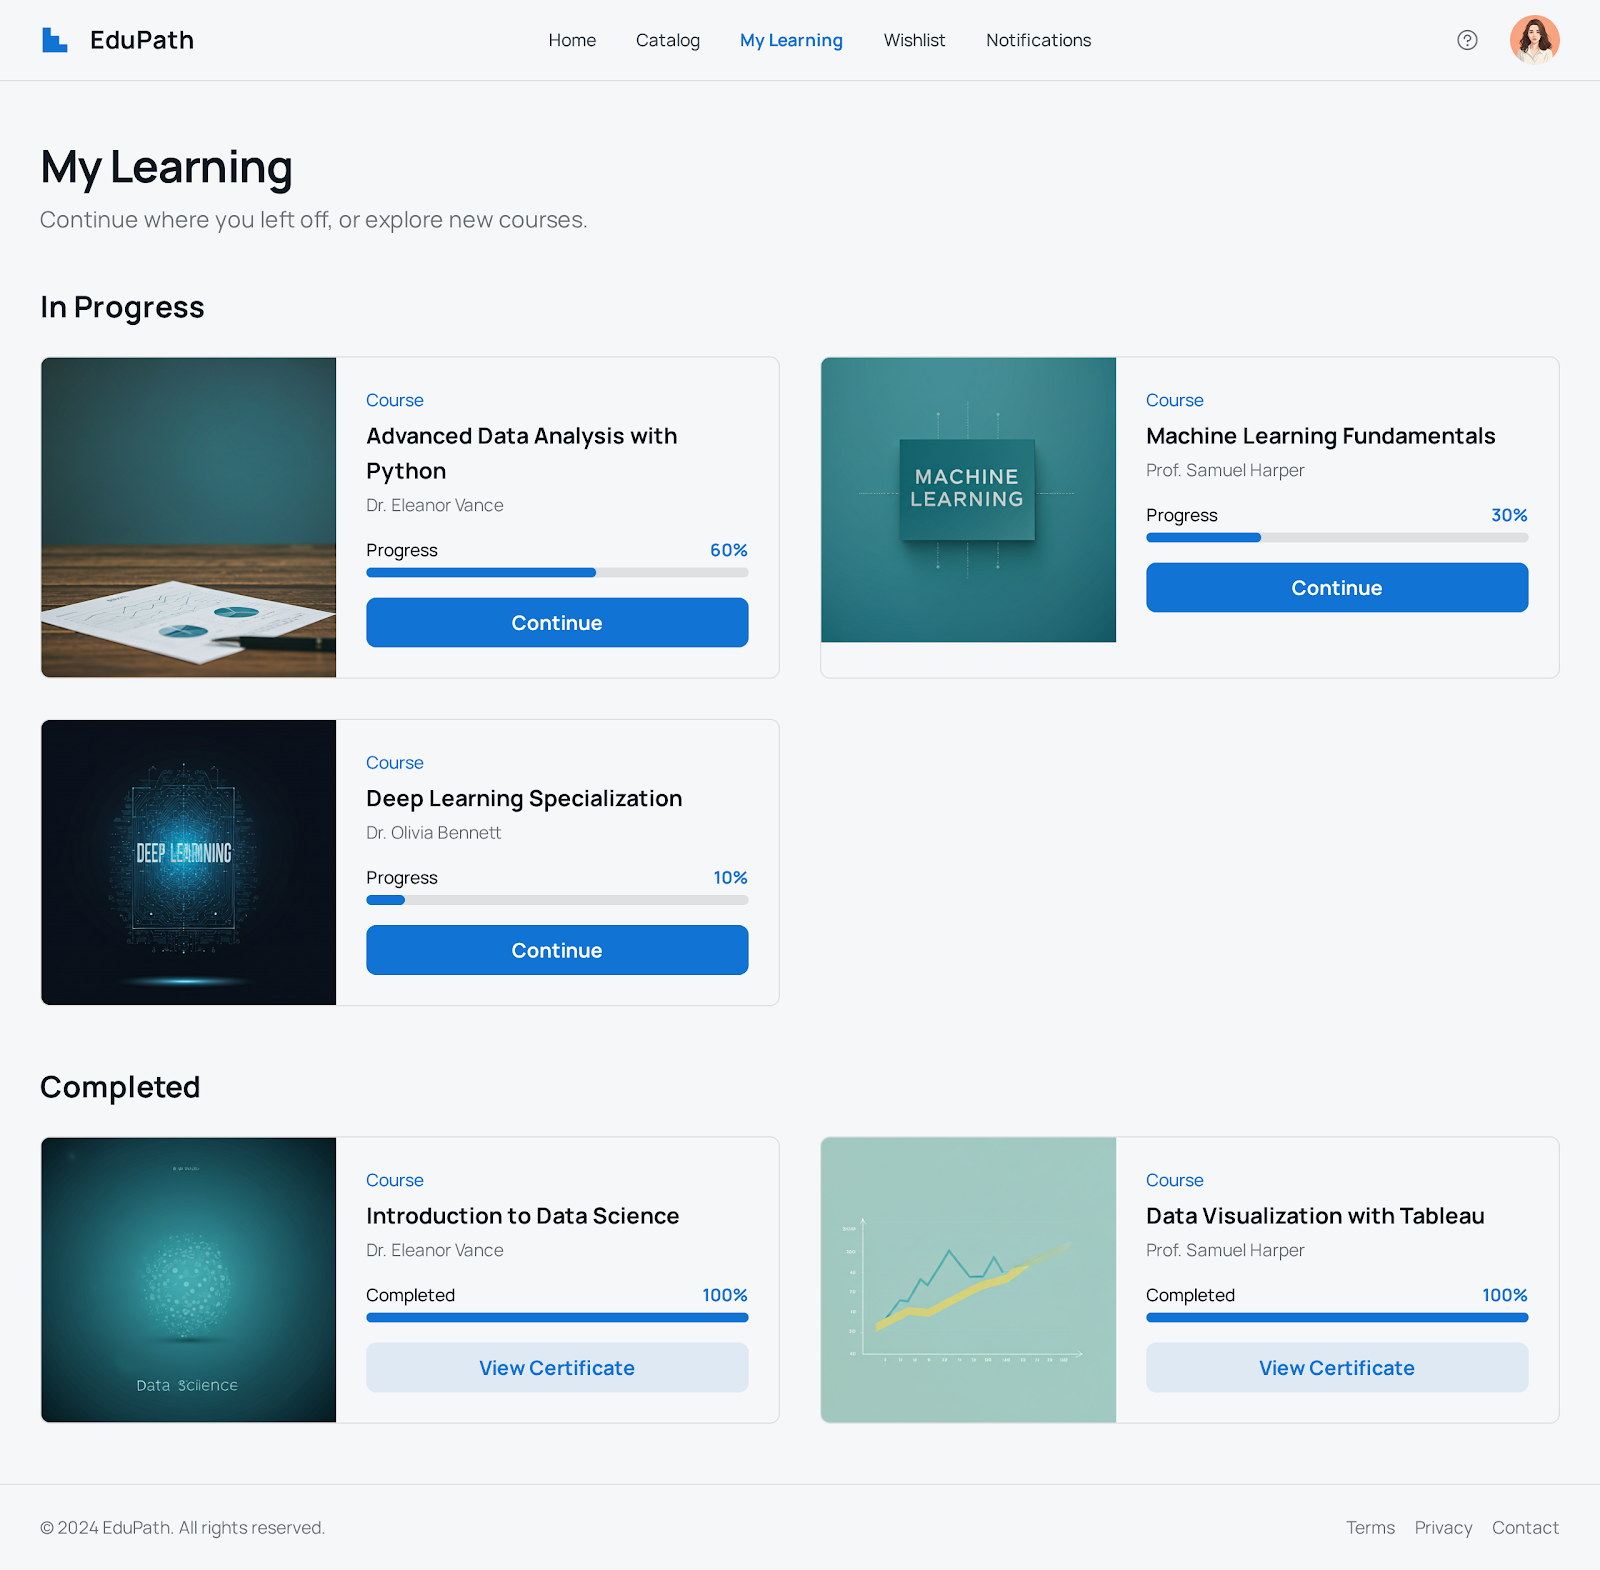 EduPath
Home
Catalog
My Learning
Wishlist
Notifications
My Learning
Continue where you left off, or explore new courses.
In Progress
Course
Advanced Data Analysis with
Python
Dr. Eleanor Vance
Progress
60%
Continue
MACHINE
LEARNING
Course
Machine Learning Fundamentals
Prof. Samuel Harper
Progress
30%
Continue
DEEP
Course
Deep Learning Specialization
Dr. Olivia Bennett
Progress
10%
Continue
Completed
Data Sciience
Course
Introduction to Data Science
Dr. Eleanor Vance
Completed
100%
View Certificate
Course
Data Visualization with Tableau
Prof. Samuel Harper
Completed
100%
View Certificate
© 2024 EduPath. All rights reserved.
Terms
Privacy
Contact